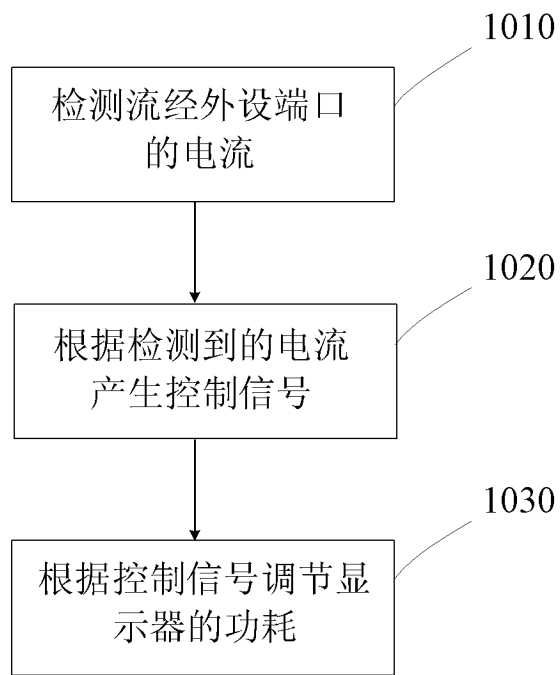 1010
检测流经外设端口
的电流
1020
根据检测到的电流
产生控制信号
1030
根据控制信号调节显
示器的功耗